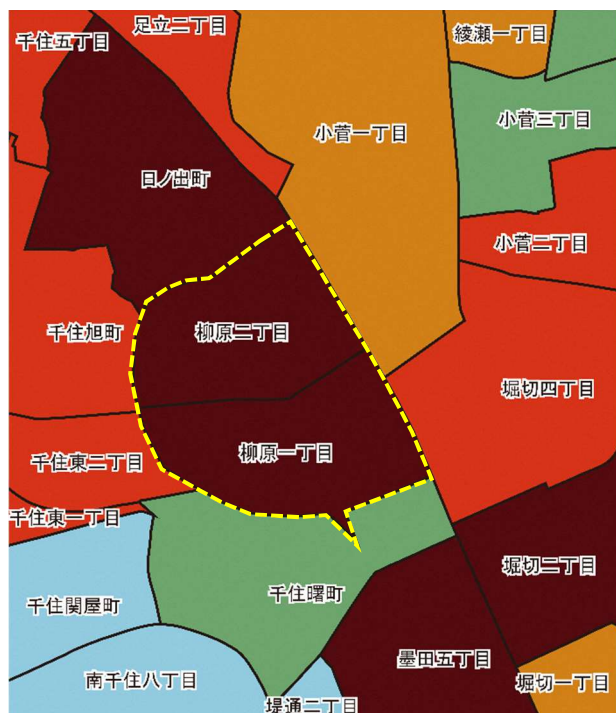 足立二丁目
綾瀬一丁目
千住五丁目
小菅一丁目
小菅三丁目
日ノ出町
小菅二丁目
千住旭町
柳原二丁目
堀切四丁目
柳原一丁目
千住東二丁目
千住東一丁目
堀切二丁目
千住関屋町
千住曙町
墨田五丁目
南千住八丁目
堀切一丁目
堤通二丁目